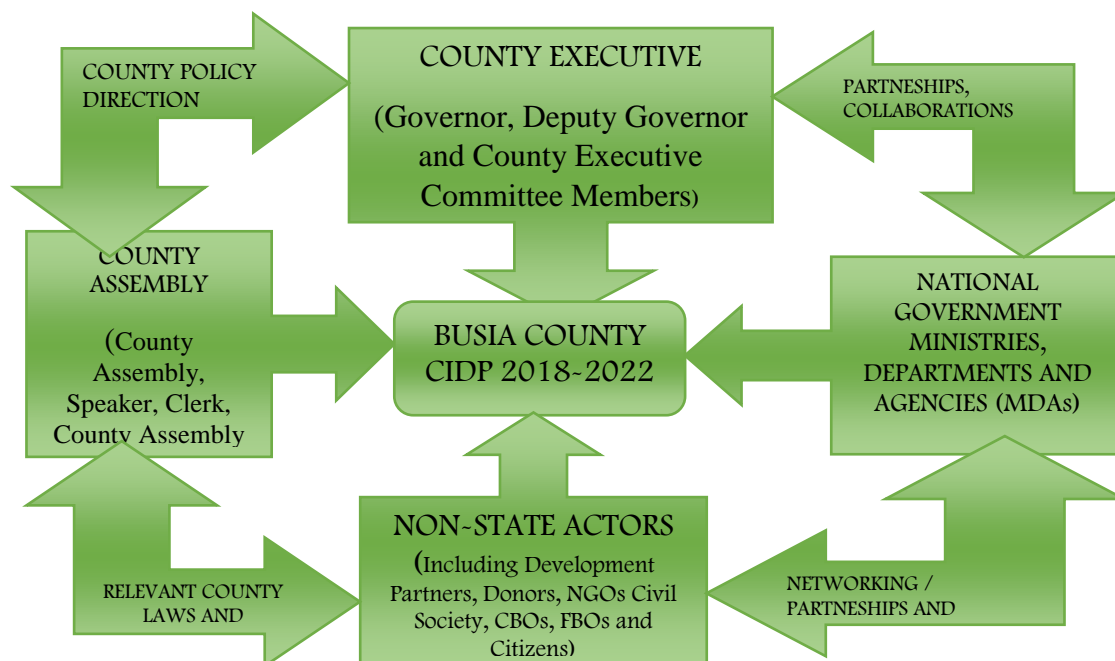 COUNTY POLICY
DIRECTION
COUNTY EXECUTIVE
(Governor, Deputy Governor
and County Executive
Committee Members)
PARTNESHIPS,
COLLABORATIONS
COUNTY
ASSEMBLY
(County
Assembly,
Speaker, Clerk,
County Assembly
BUSIA COUNTY
CIDP 2018-2022
NATIONAL
GOVERNMENT
MINISTRIES,
DEPARTMENTS AND
AGENCIES (MDAs)
RELEVANT COUNTY
LAWS AND
NON-STATE ACTORS
(Including Development
Partners, Donors, NGOs Civil
Society, CBOs, FBOs and
Citizens)
NETWORKING /
PARTNESHIPS AND